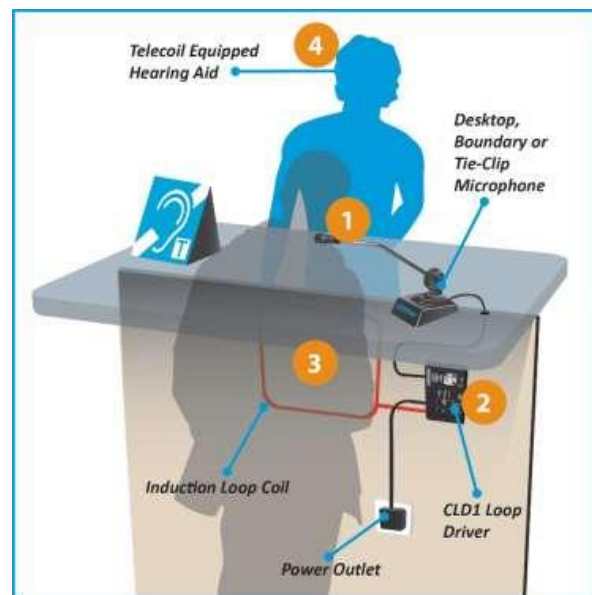 Telecoil Equipped
Hearing Aid
4
Desktop,
Boundary or
Tie-Clip
Microphone
1
T
3
2
Induction Loop Coil
CLD1 Loop
Driver
Power Outlet